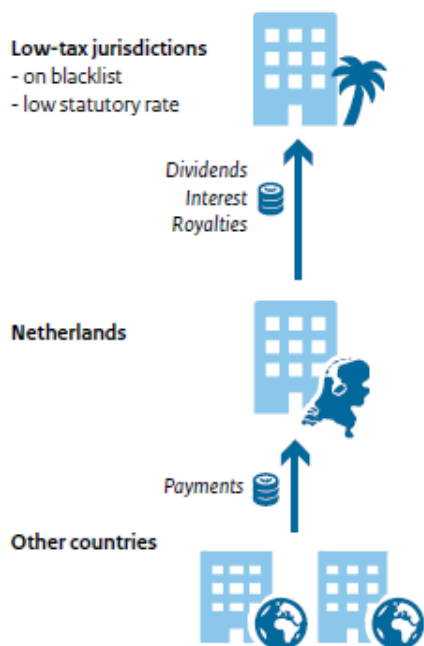 Low-tax jurisdictions
- on blacklist
- low statutory rate
Dividends
Interest
Royalties
Netherlands
Payments
Other countries